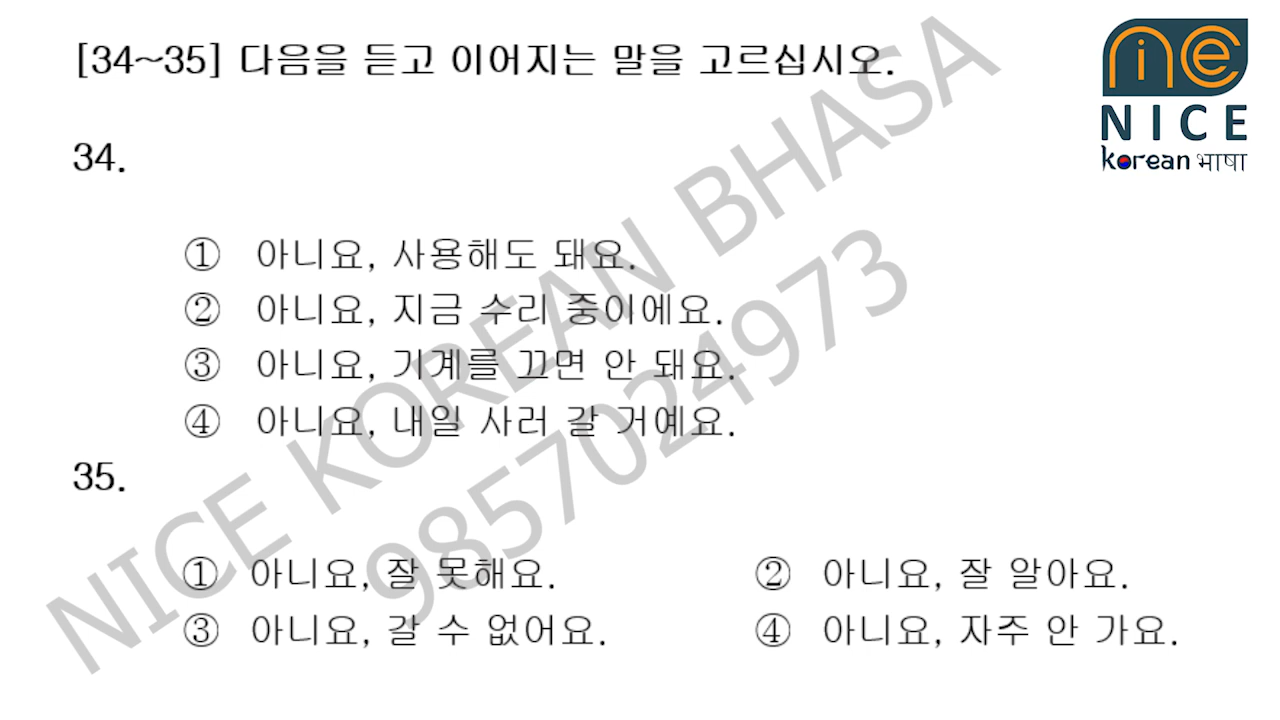 [34~35] 다음을 듣고 이어지는 말을 고르십시오.
ne
NICE
korean भाषा
34.
① 아니요, 사용해도 돼요.
② 아니요, 지금 수리 중이에요.
③ 아니요, 기계를 끄면 안 돼요.
④ 아니요, 내일 사러 갈 거예요.
35.
① 아니요, 잘 못해요. ② 아니요, 잘 알아요.
③ 아니요, 갈 수 없어요. ④ 아니요, 자주 안 가요.
NICE KOREAN BHASA
9857024973